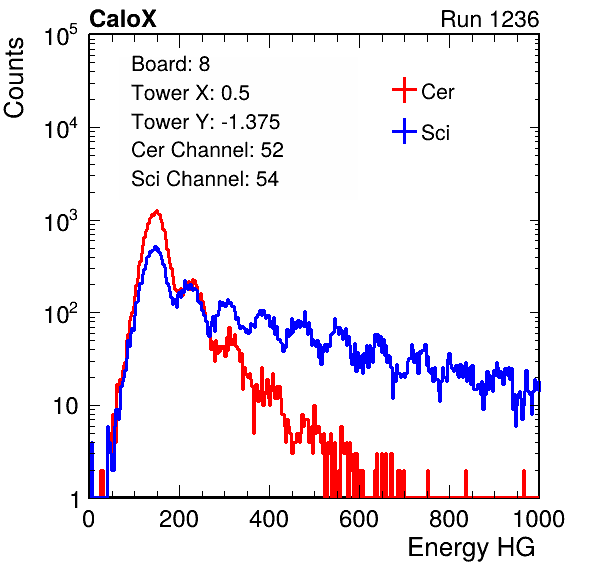 CaloX Run 1236
Counts
10^5
10^4
10^3
10^2
10
1
Board: 8
Tower X: 0.5
Tower Y: -1.375
Cer Channel: 52
Sci Channel: 54
Cer
Sci
0 200 400 600 800 1000
Energy HG